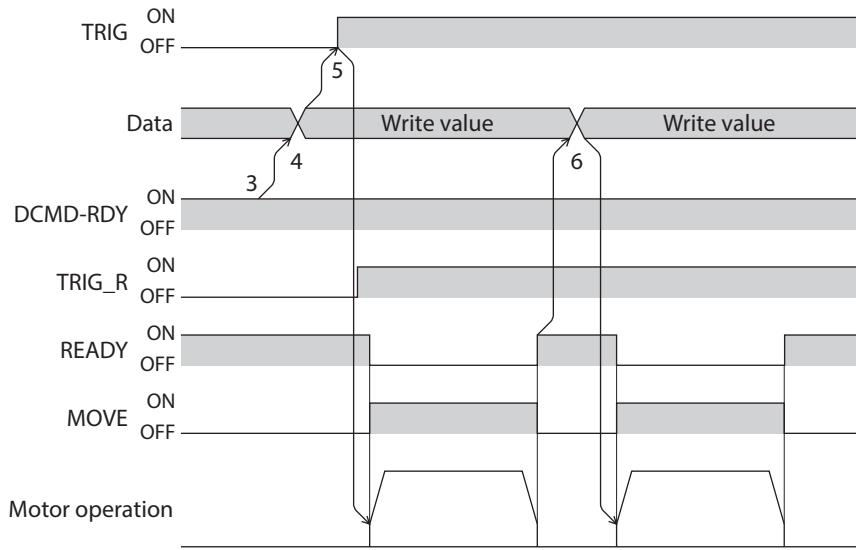 TRIG ON
OFF
5
Data Write value Write value
4 6
3
DCMD-RDY ON
OFF
TRIG_R ON
OFF
READY ON
OFF
MOVE ON
OFF
Motor operation